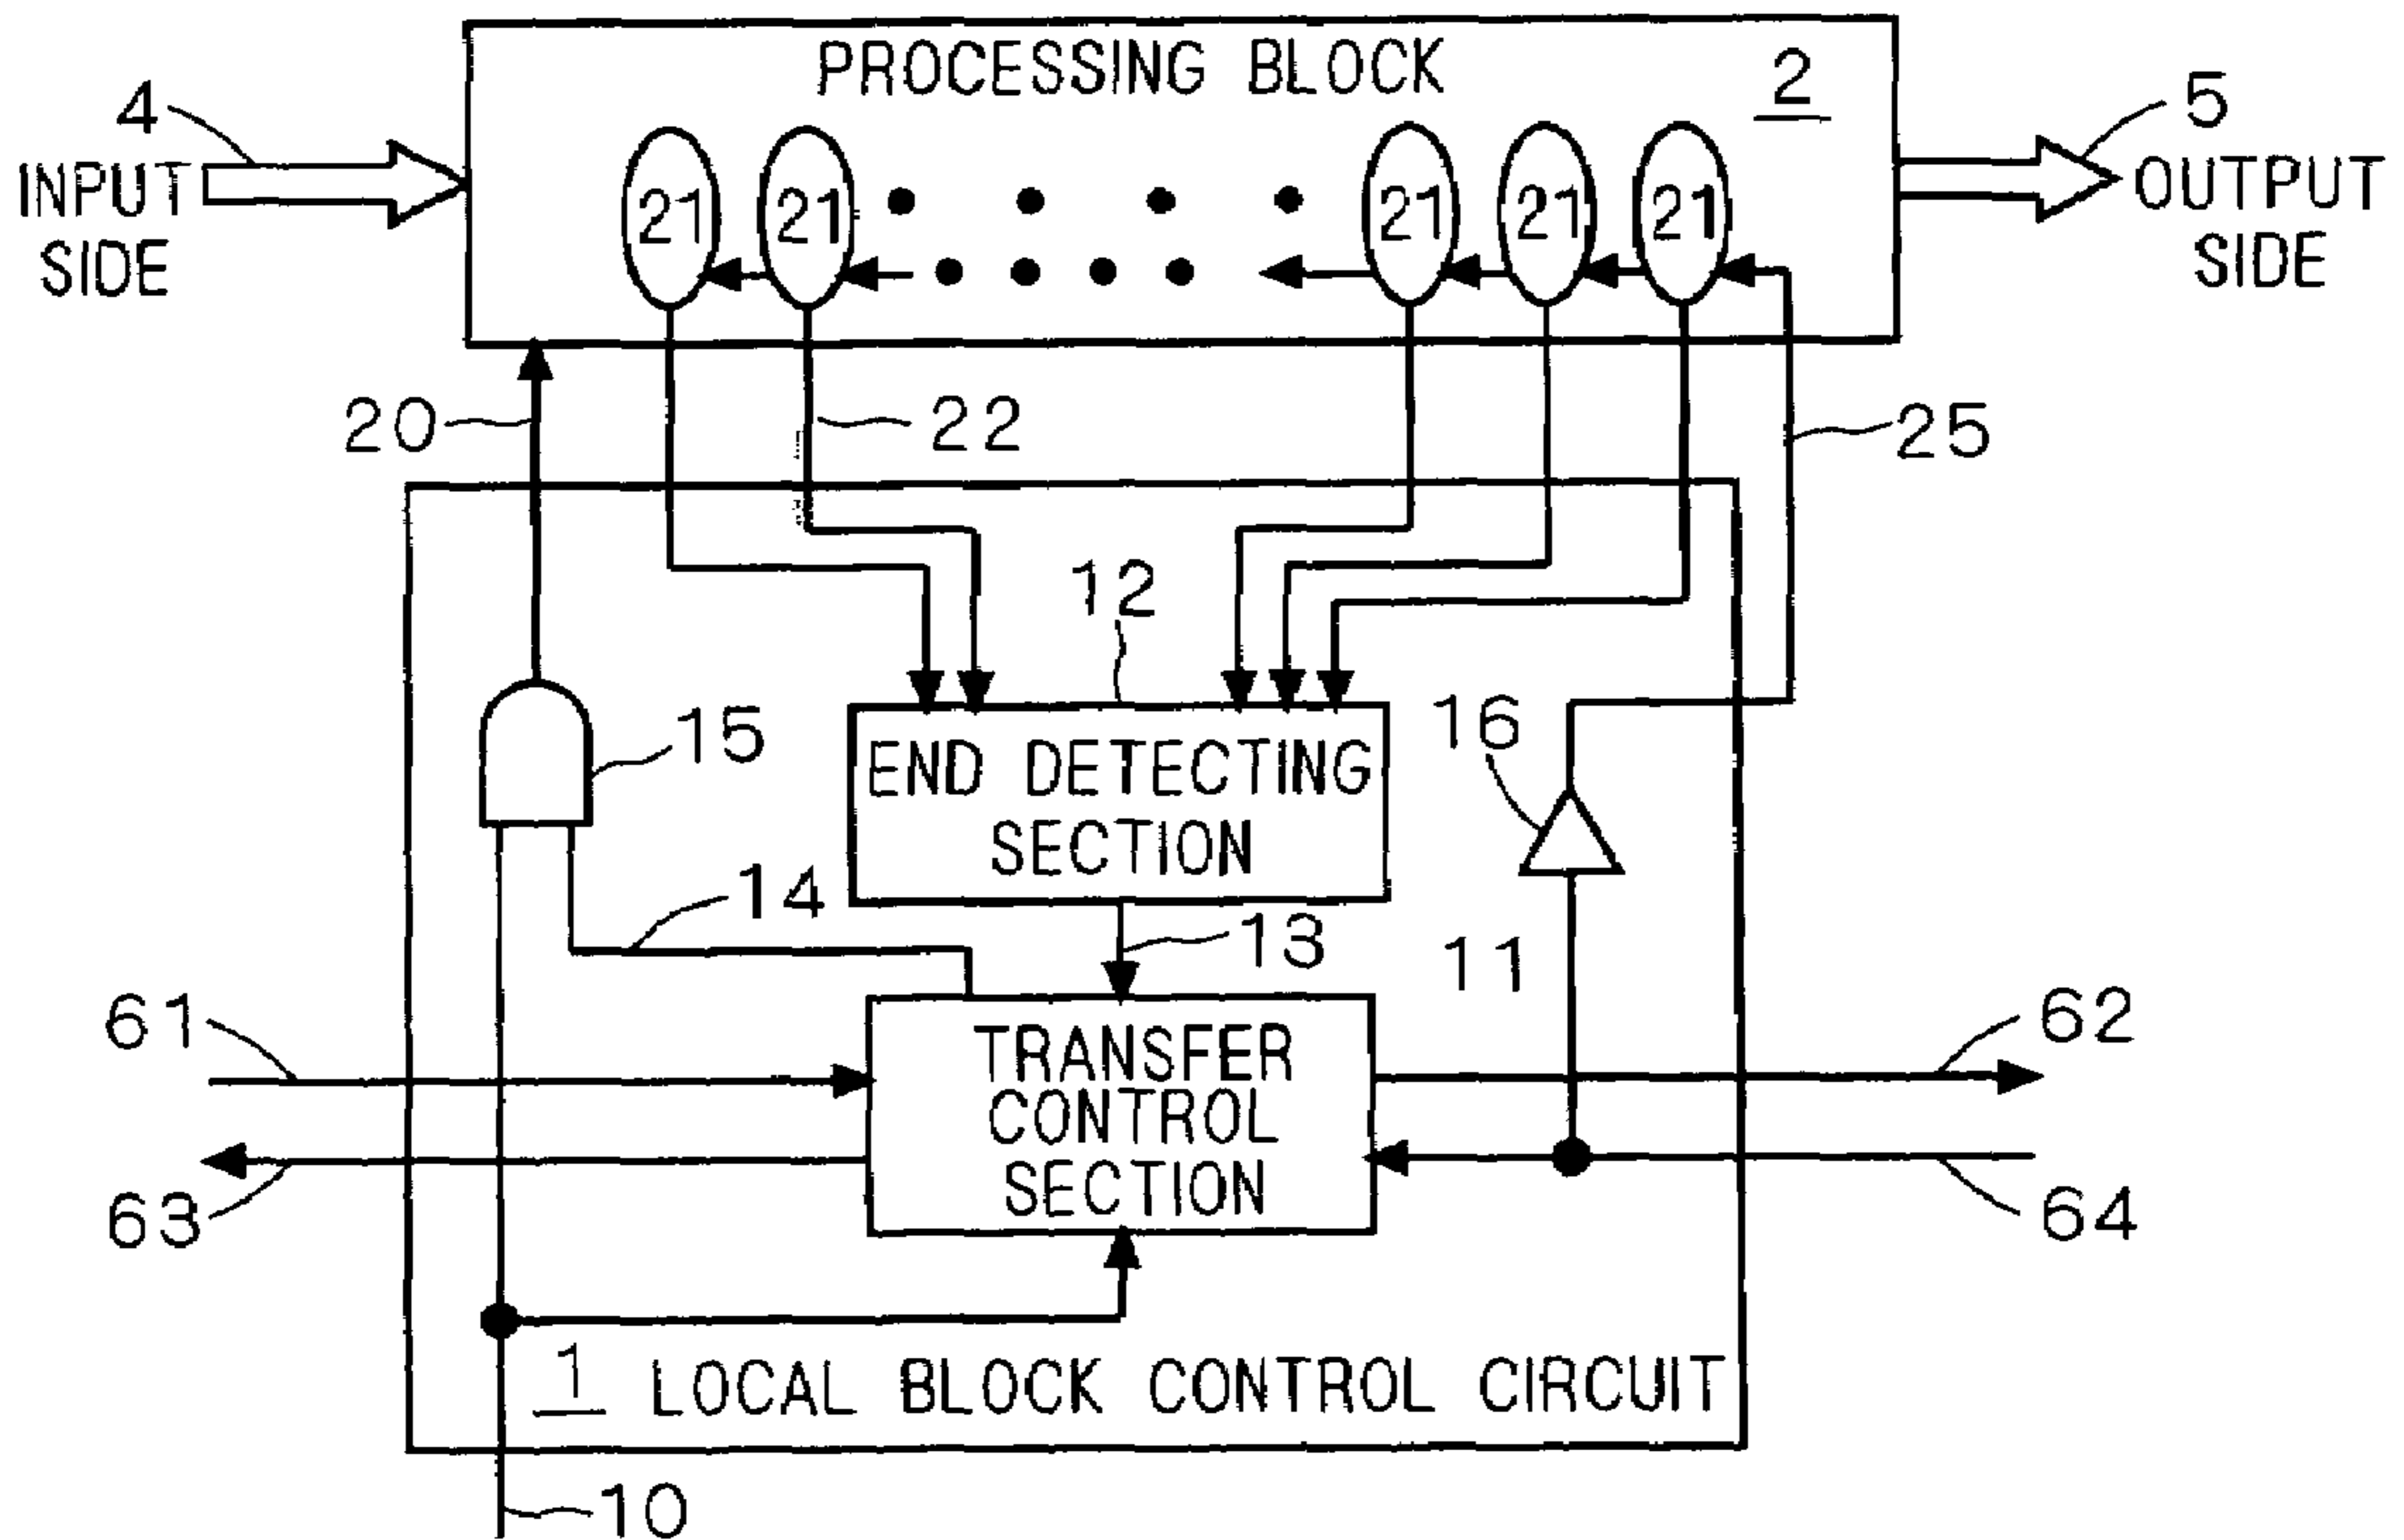 PROCESSING BLOCK
2
4
5
INPUT
SIDE
OUTPUT
SIDE
21
21
21
21
21
20
22
25
12
15
16
END DETECTING
SECTION
14
13
11
61
62
TRANSFER
CONTROL
SECTION
63
64
1 LOCAL BLOCK CONTROL CIRCUIT
10